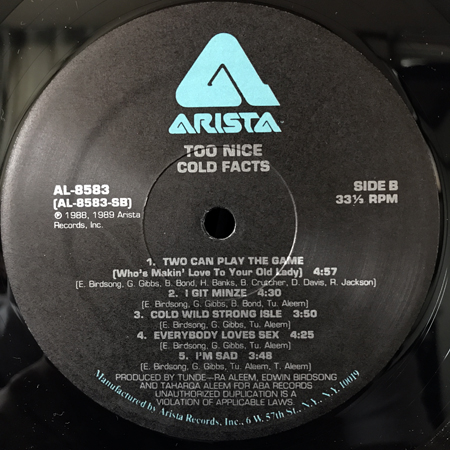 ARISTA
TOO NICE
COLD FACTS
AL-8583
(AL-8583-SB)
℗ 1988, 1989 Arista
Records, Inc.
SIDE B
33⅓ RPM
1. TWO CAN PLAY THE GAME
(Who's Makin' Love To Your Old Lady) 4:57
(E. Birdsong, G. Gibbs, B. Bond, H. Banks, B. Crutcher, D. Davis, R. Jackson)
2. I GIT MINZE 4:30
(E. Birdsong, G. Gibbs, B. Bond, Tu. Aleem)
3. COLD WILD STRONG ISLE 3:50
(E. Birdsong, G. Gibbs, Tu. Aleem)
4. EVERYBODY LOVES SEX 4:25
(E. Birdsong, G. Gibbs, Tu. Aleem)
5. I'M SAD 3:48
(E. Birdsong, G. Gibbs, Tu. Aleem, T. Aleem)
PRODUCED BY TUNDE-RA ALEEM, EDWIN BIRDSONG
AND TAHARQA ALEEM FOR ABA RECORDS
UNAUTHORIZED DUPLICATION IS A
VIOLATION OF APPLICABLE LAWS.
Manufactured by Arista Records, Inc., 6 W. 57th St., N.Y., N.Y. 10019